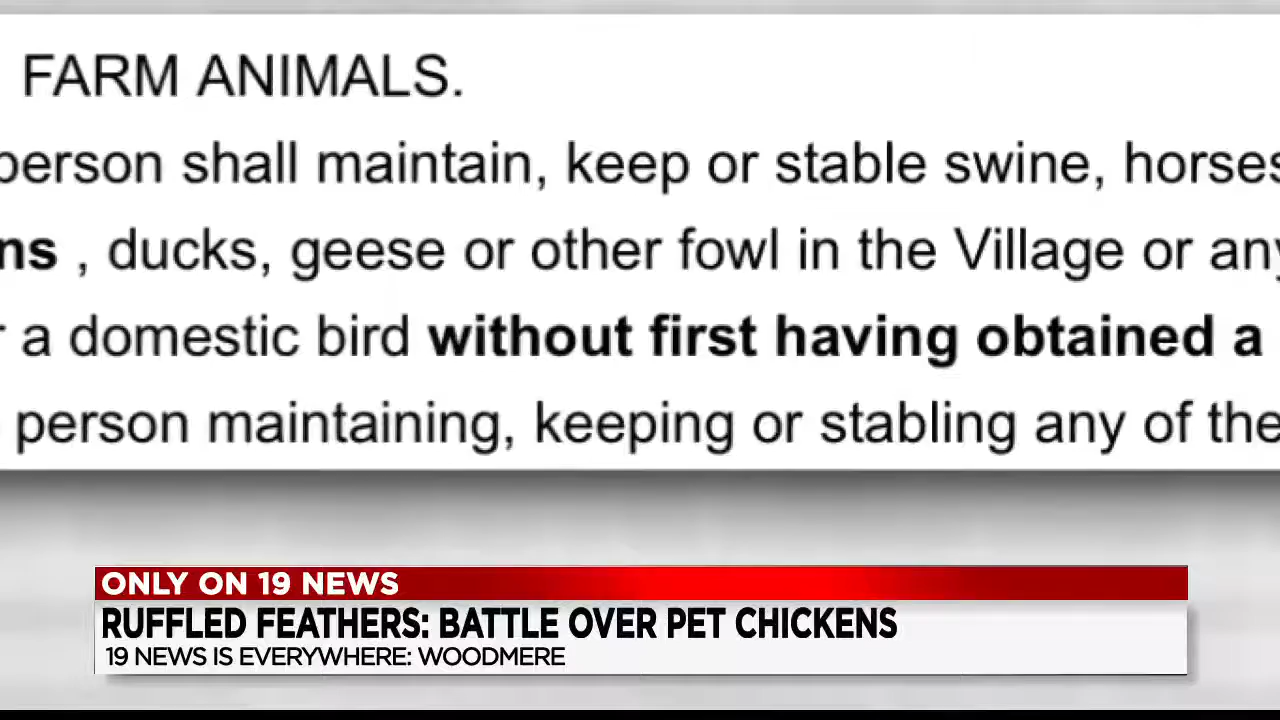 FARM ANIMALS.
person shall maintain, keep or stable swine, horses
ns , ducks, geese or other fowl in the Village or any
r a domestic bird without first having obtained a
person maintaining, keeping or stabling any of the
ONLY ON 19 NEWS
RUFFLED FEATHERS: BATTLE OVER PET CHICKENS
19 NEWS IS EVERYWHERE: WOODMERE